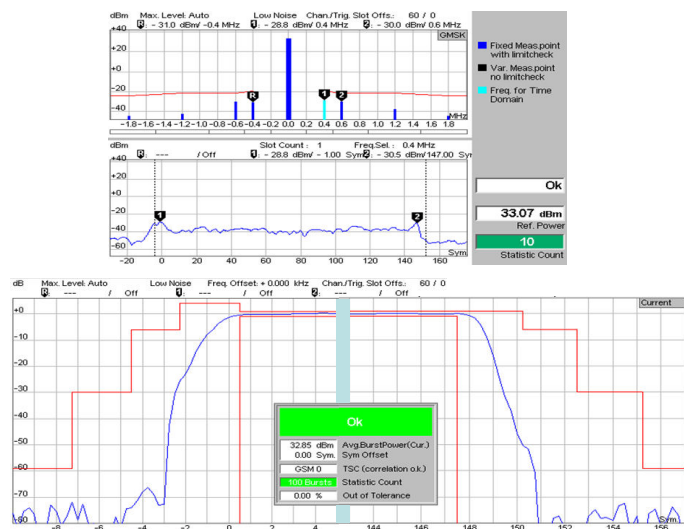 dBm Max. Level: Auto Low Noise Chan./Trig. Slot Offs.: 60 / 0
R: - 31.0 dBm/ -0.4 MHz 1: - 28.8 dBm/ 0.4 MHz 2: - 30.0 dBm/ 0.6 MHz
+40
GMSK
+20
+0
-20
R 1 2
-40
-1.8 -1.6 -1.4 -1.2 -1.0 -0.8 -0.6 -0.4 -0.2 0.0 0.2 0.4 0.6 0.8 1.0 1.2 1.4 1.6 1.8
MHz
Fixed Meas.point
with limitcheck
Var. Meas.point
no limitcheck
Freq. for Time
Domain
dBm Slot Count : 1 Freq.Sel.: 0.4 MHz
R: --- / Off 1: - 28.8 dBm/ - 1.00 Sym 2: - 30.5 dBm/147.00 Sym
+40
+20
+0
-20
1 2
-40
-60
-20 0 20 40 60 80 100 120 152
Sym.
Ok
33.07 dBm
Ref. Power
10
Statistic Count
dB Max. Level: Auto Low Noise Freq. Offset: + 0.000 kHz Chan./Trig. Slot Offs.: 60 / 0
R: --- / Off 1: --- / Off 2: --- / Off
Current
+0
-10
-20
-30
-40
-50
-60
-70
-80
-8 -6 -4 -2 0 2 4 144 146 148 150 152 154
Sym.
Ok
32.85 dBm Avg.BurstPower(Cur.)
0.00 Sym. Sym Offset
GSM 0 TSC (correlation o.k.)
100 Bursts Statistic Count
0.00 % Out of Tolerance